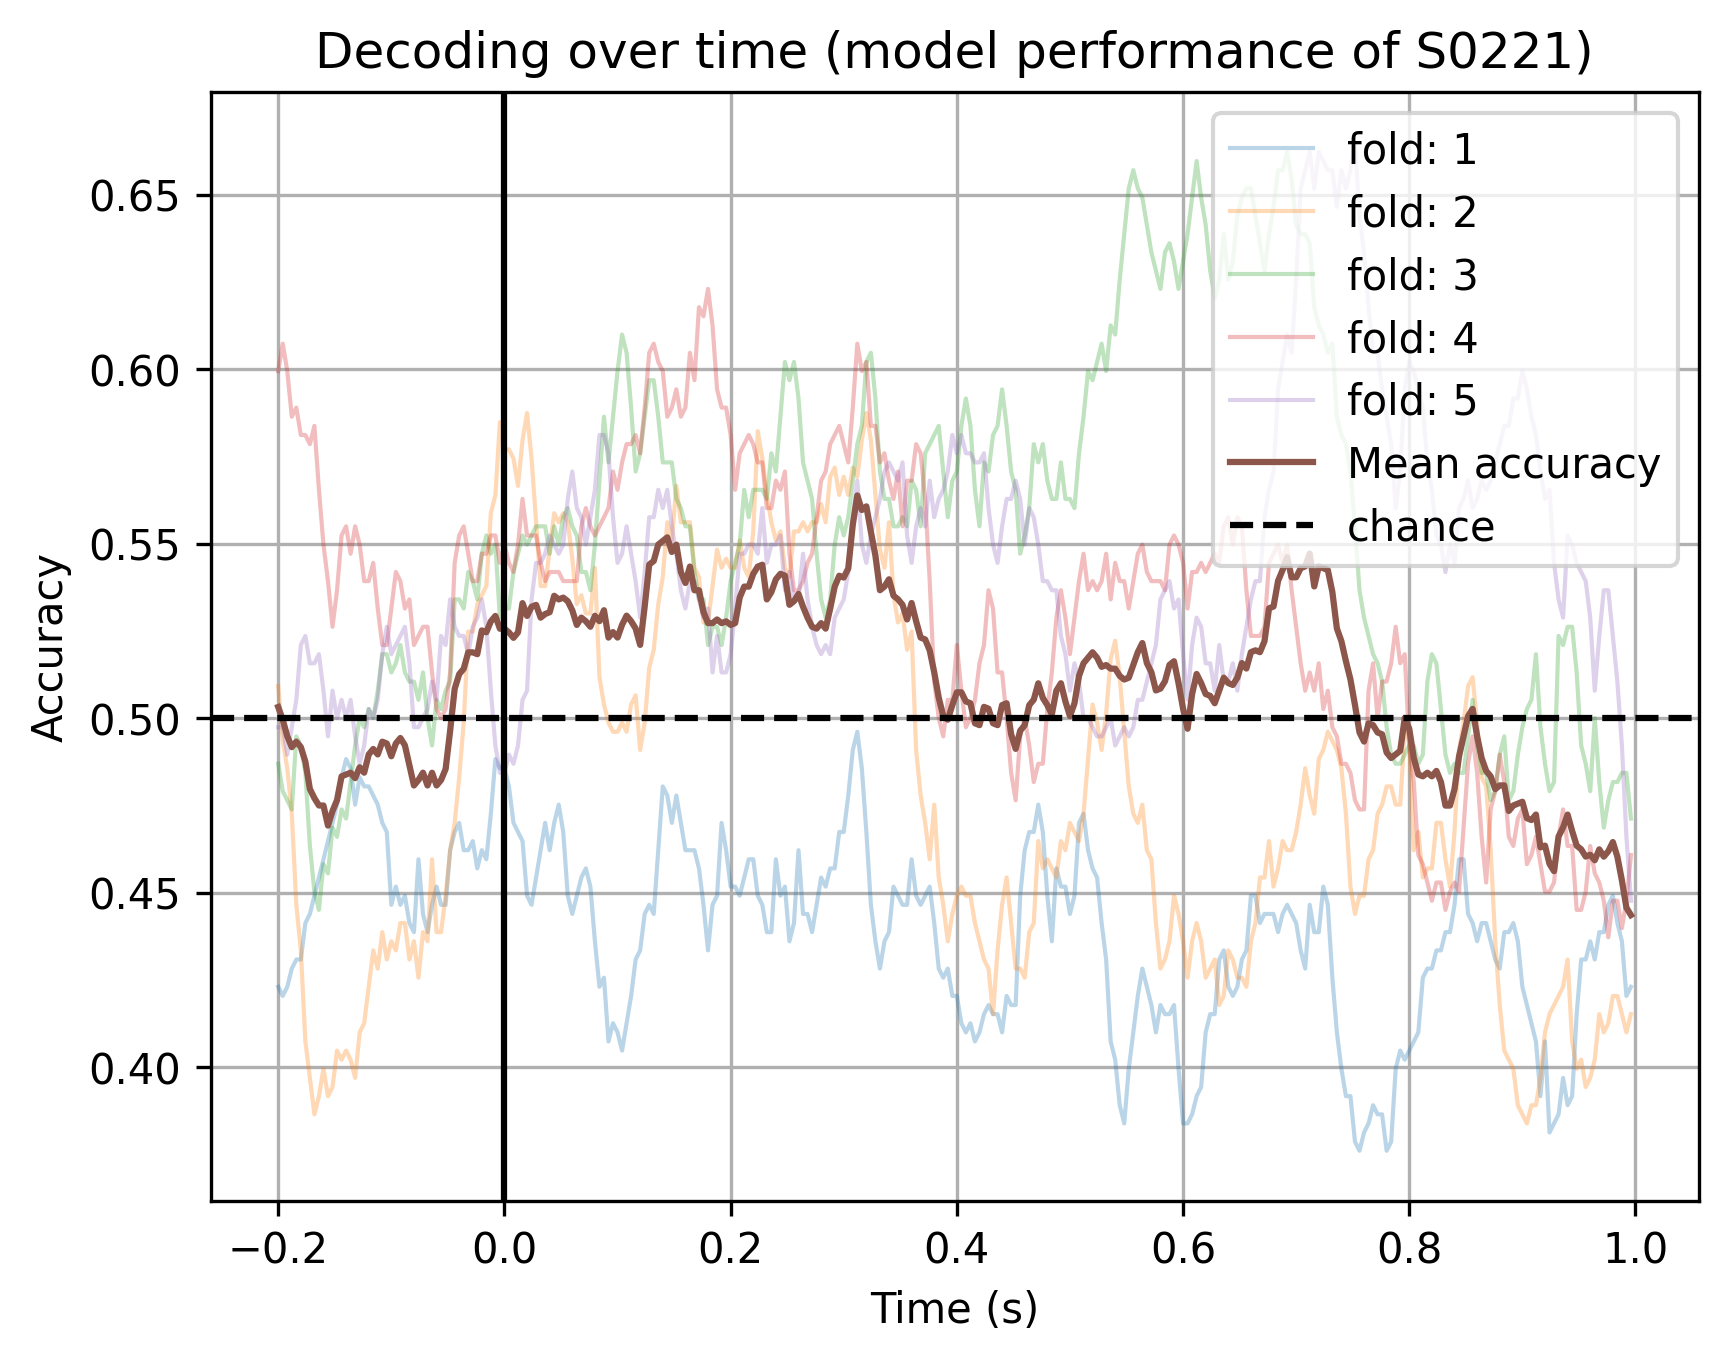 Decoding over time (model performance of S0221)
Accuracy
0.65
0.60
0.55
0.50
0.45
0.40
fold: 1
fold: 2
fold: 3
fold: 4
fold: 5
Mean accuracy
chance
−0.2 0.0 0.2 0.4 0.6 0.8 1.0
Time (s)